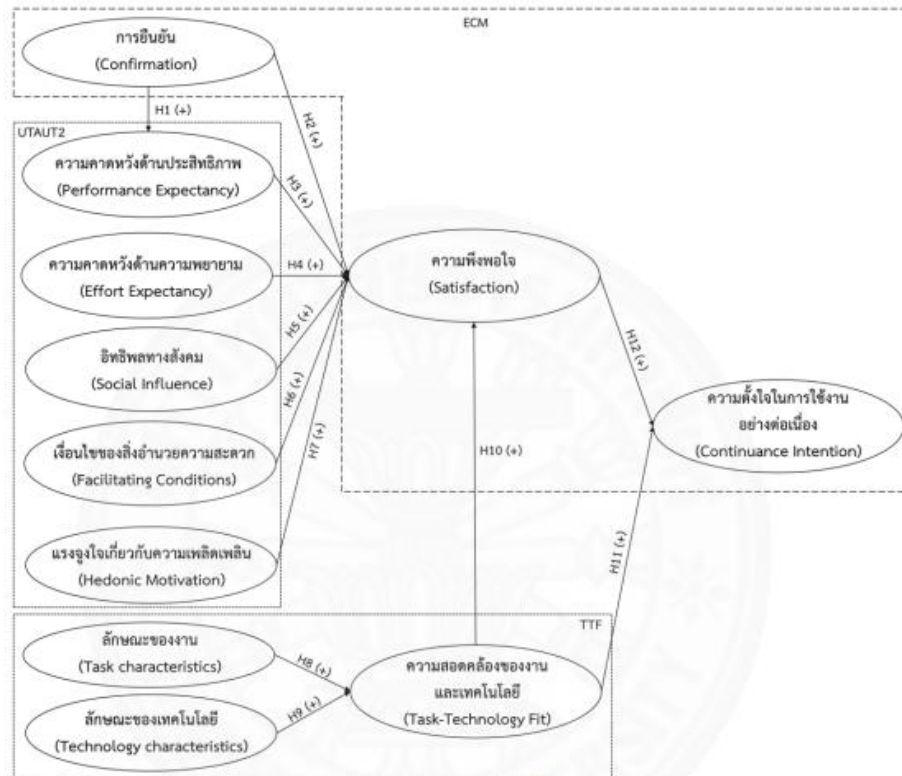 ECM
การยืนยัน
(Confirmation)
H1 (+)
H2 (+)
UTAUT2
ความคาดหวังด้านประสิทธิภาพ
(Performance Expectancy)
H3 (+)
ความคาดหวังด้านความพยายาม
(Effort Expectancy)
H4 (+)
ความพึงพอใจ
(Satisfaction)
H5 (+)
อิทธิพลทางสังคม
(Social Influence)
H6 (+)
H12 (+)
เงื่อนไขของสิ่งอำนวยความสะดวก
(Facilitating Conditions)
H7 (+)
ความตั้งใจในการใช้งาน
อย่างต่อเนื่อง
(Continuance Intention)
H10 (+)
แรงจูงใจเกี่ยวกับความเพลิดเพลิน
(Hedonic Motivation)
H11 (+)
TTF
ลักษณะของงาน
(Task characteristics)
H8 (+)
ความสอดคล้องของงาน
และเทคโนโลยี
(Task-Technology Fit)
H9 (+)
ลักษณะของเทคโนโลยี
(Technology characteristics)